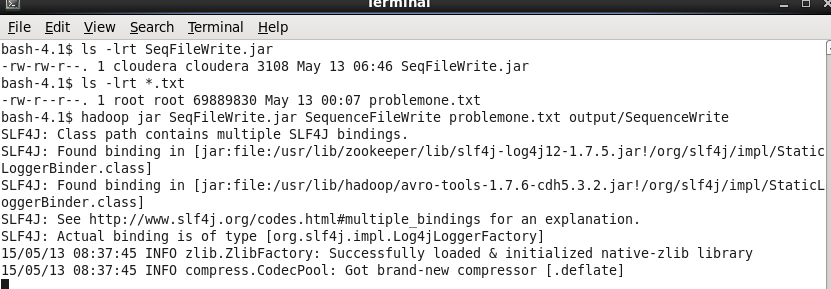 Terminal
File Edit View Search Terminal Help
bash-4.1$ ls -lrt SeqFileWrite.jar
-rw-rw-r--. 1 cloudera cloudera 3108 May 13 06:46 SeqFileWrite.jar
bash-4.1$ ls -lrt *.txt
-rw-r--r--. 1 root root 69889830 May 13 00:07 problemone.txt
bash-4.1$ hadoop jar SeqFileWrite.jar SequenceFileWrite problemone.txt output/SequenceWrite
SLF4J: Class path contains multiple SLF4J bindings.
SLF4J: Found binding in [jar:file:/usr/lib/zookeeper/lib/slf4j-log4j12-1.7.5.jar!/org/slf4j/impl/Static
LoggerBinder.class]
SLF4J: Found binding in [jar:file:/usr/lib/hadoop/avro-tools-1.7.6-cdh5.3.2.jar!/org/slf4j/impl/StaticL
oggerBinder.class]
SLF4J: See http://www.slf4j.org/codes.html#multiple_bindings for an explanation.
SLF4J: Actual binding is of type [org.slf4j.impl.Log4jLoggerFactory]
15/05/13 08:37:45 INFO zlib.ZlibFactory: Successfully loaded & initialized native-zlib library
15/05/13 08:37:45 INFO compress.CodecPool: Got brand-new compressor [.deflate]